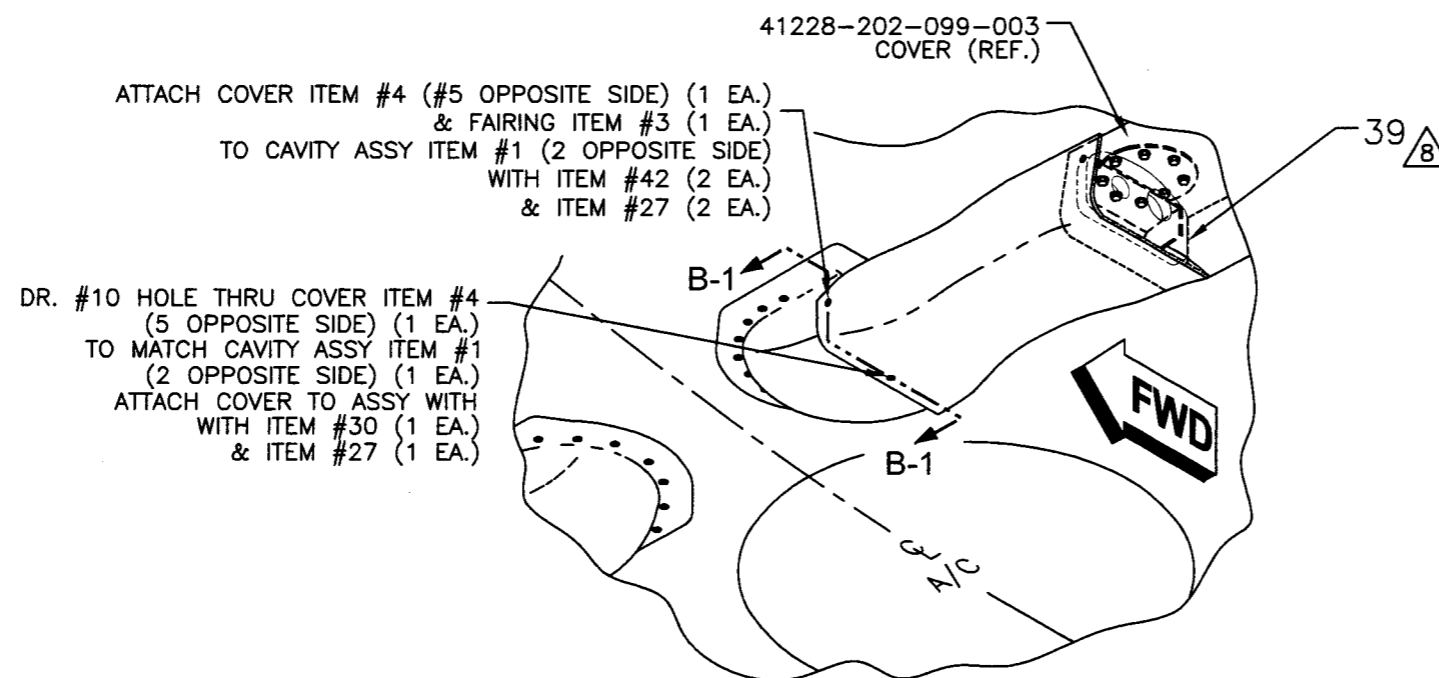 41228-202-099-003
COVER (REF.)
ATTACH COVER ITEM #4 (#5 OPPOSITE SIDE) (1 EA.)
& FAIRING ITEM #3 (1 EA.)
TO CAVITY ASSY ITEM #1 (2 OPPOSITE SIDE)
WITH ITEM #42 (2 EA.)
& ITEM #27 (2 EA.)
39 8
B-1
DR. #10 HOLE THRU COVER ITEM #4
(5 OPPOSITE SIDE) (1 EA.)
TO MATCH CAVITY ASSY ITEM #1
(2 OPPOSITE SIDE) (1 EA.)
ATTACH COVER TO ASSY WITH
WITH ITEM #30 (1 EA.)
& ITEM #27 (1 EA.)
FWD
B-1
CL
A/C